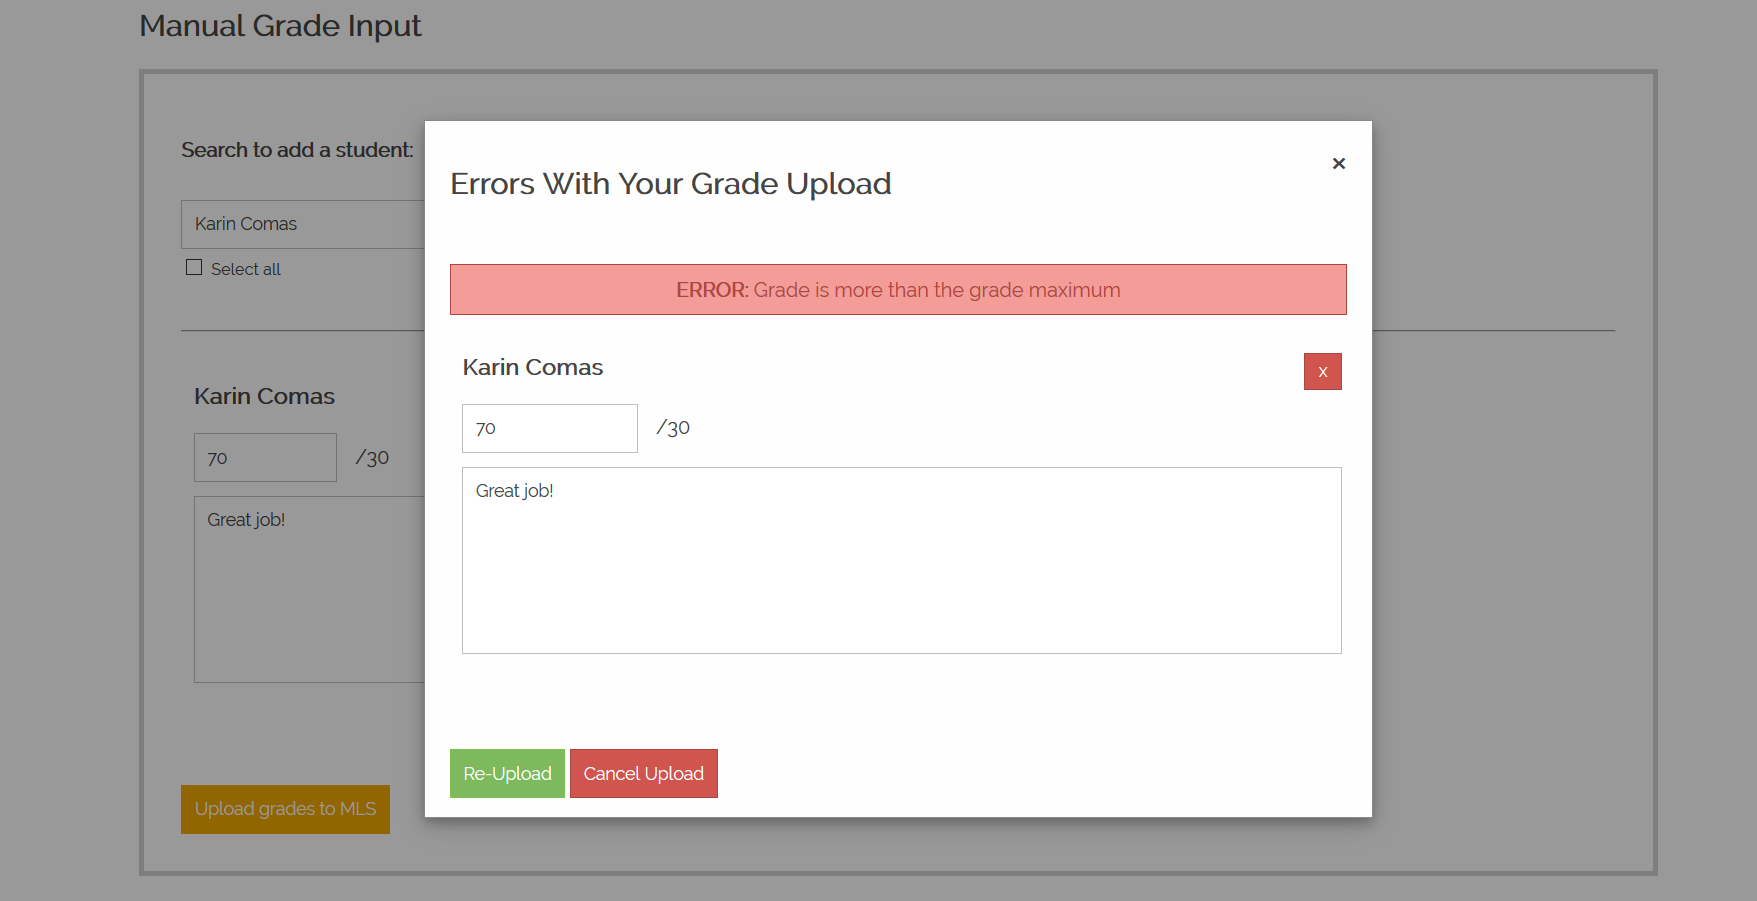 Manual Grade Input
Search to add a student:
Karin Comas
Select all
Karin Comas
70 /30
Great job!
Upload grades to MLS
×
Errors With Your Grade Upload
ERROR: Grade is more than the grade maximum
Karin Comas
X
70 /30
Great job!
Re-Upload Cancel Upload